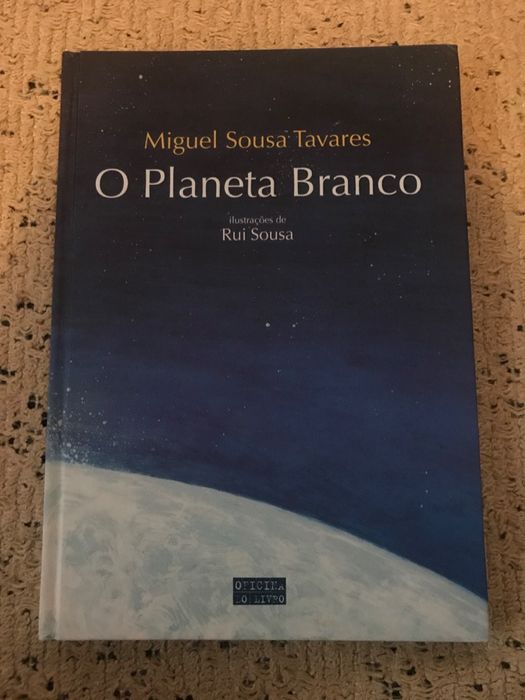 Miguel Sousa Tavares
O Planeta Branco
ilustrações de
Rui Sousa
OFICINA
DO LIVRO